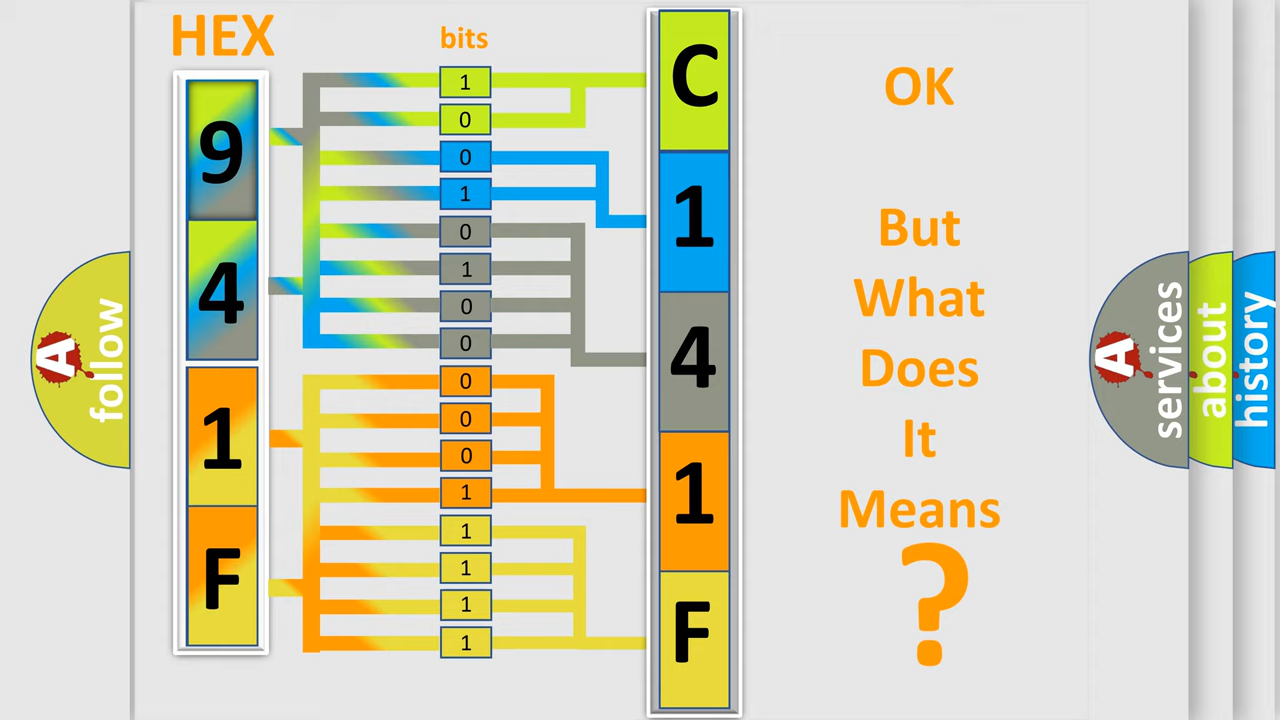 HEX
bits
9
4
1
F
1
0
0
1
0
1
0
0
0
0
0
1
1
1
1
1
C
1
4
1
F
OK
But
What
Does
It
Means
?
A
follow
A
services
about
history